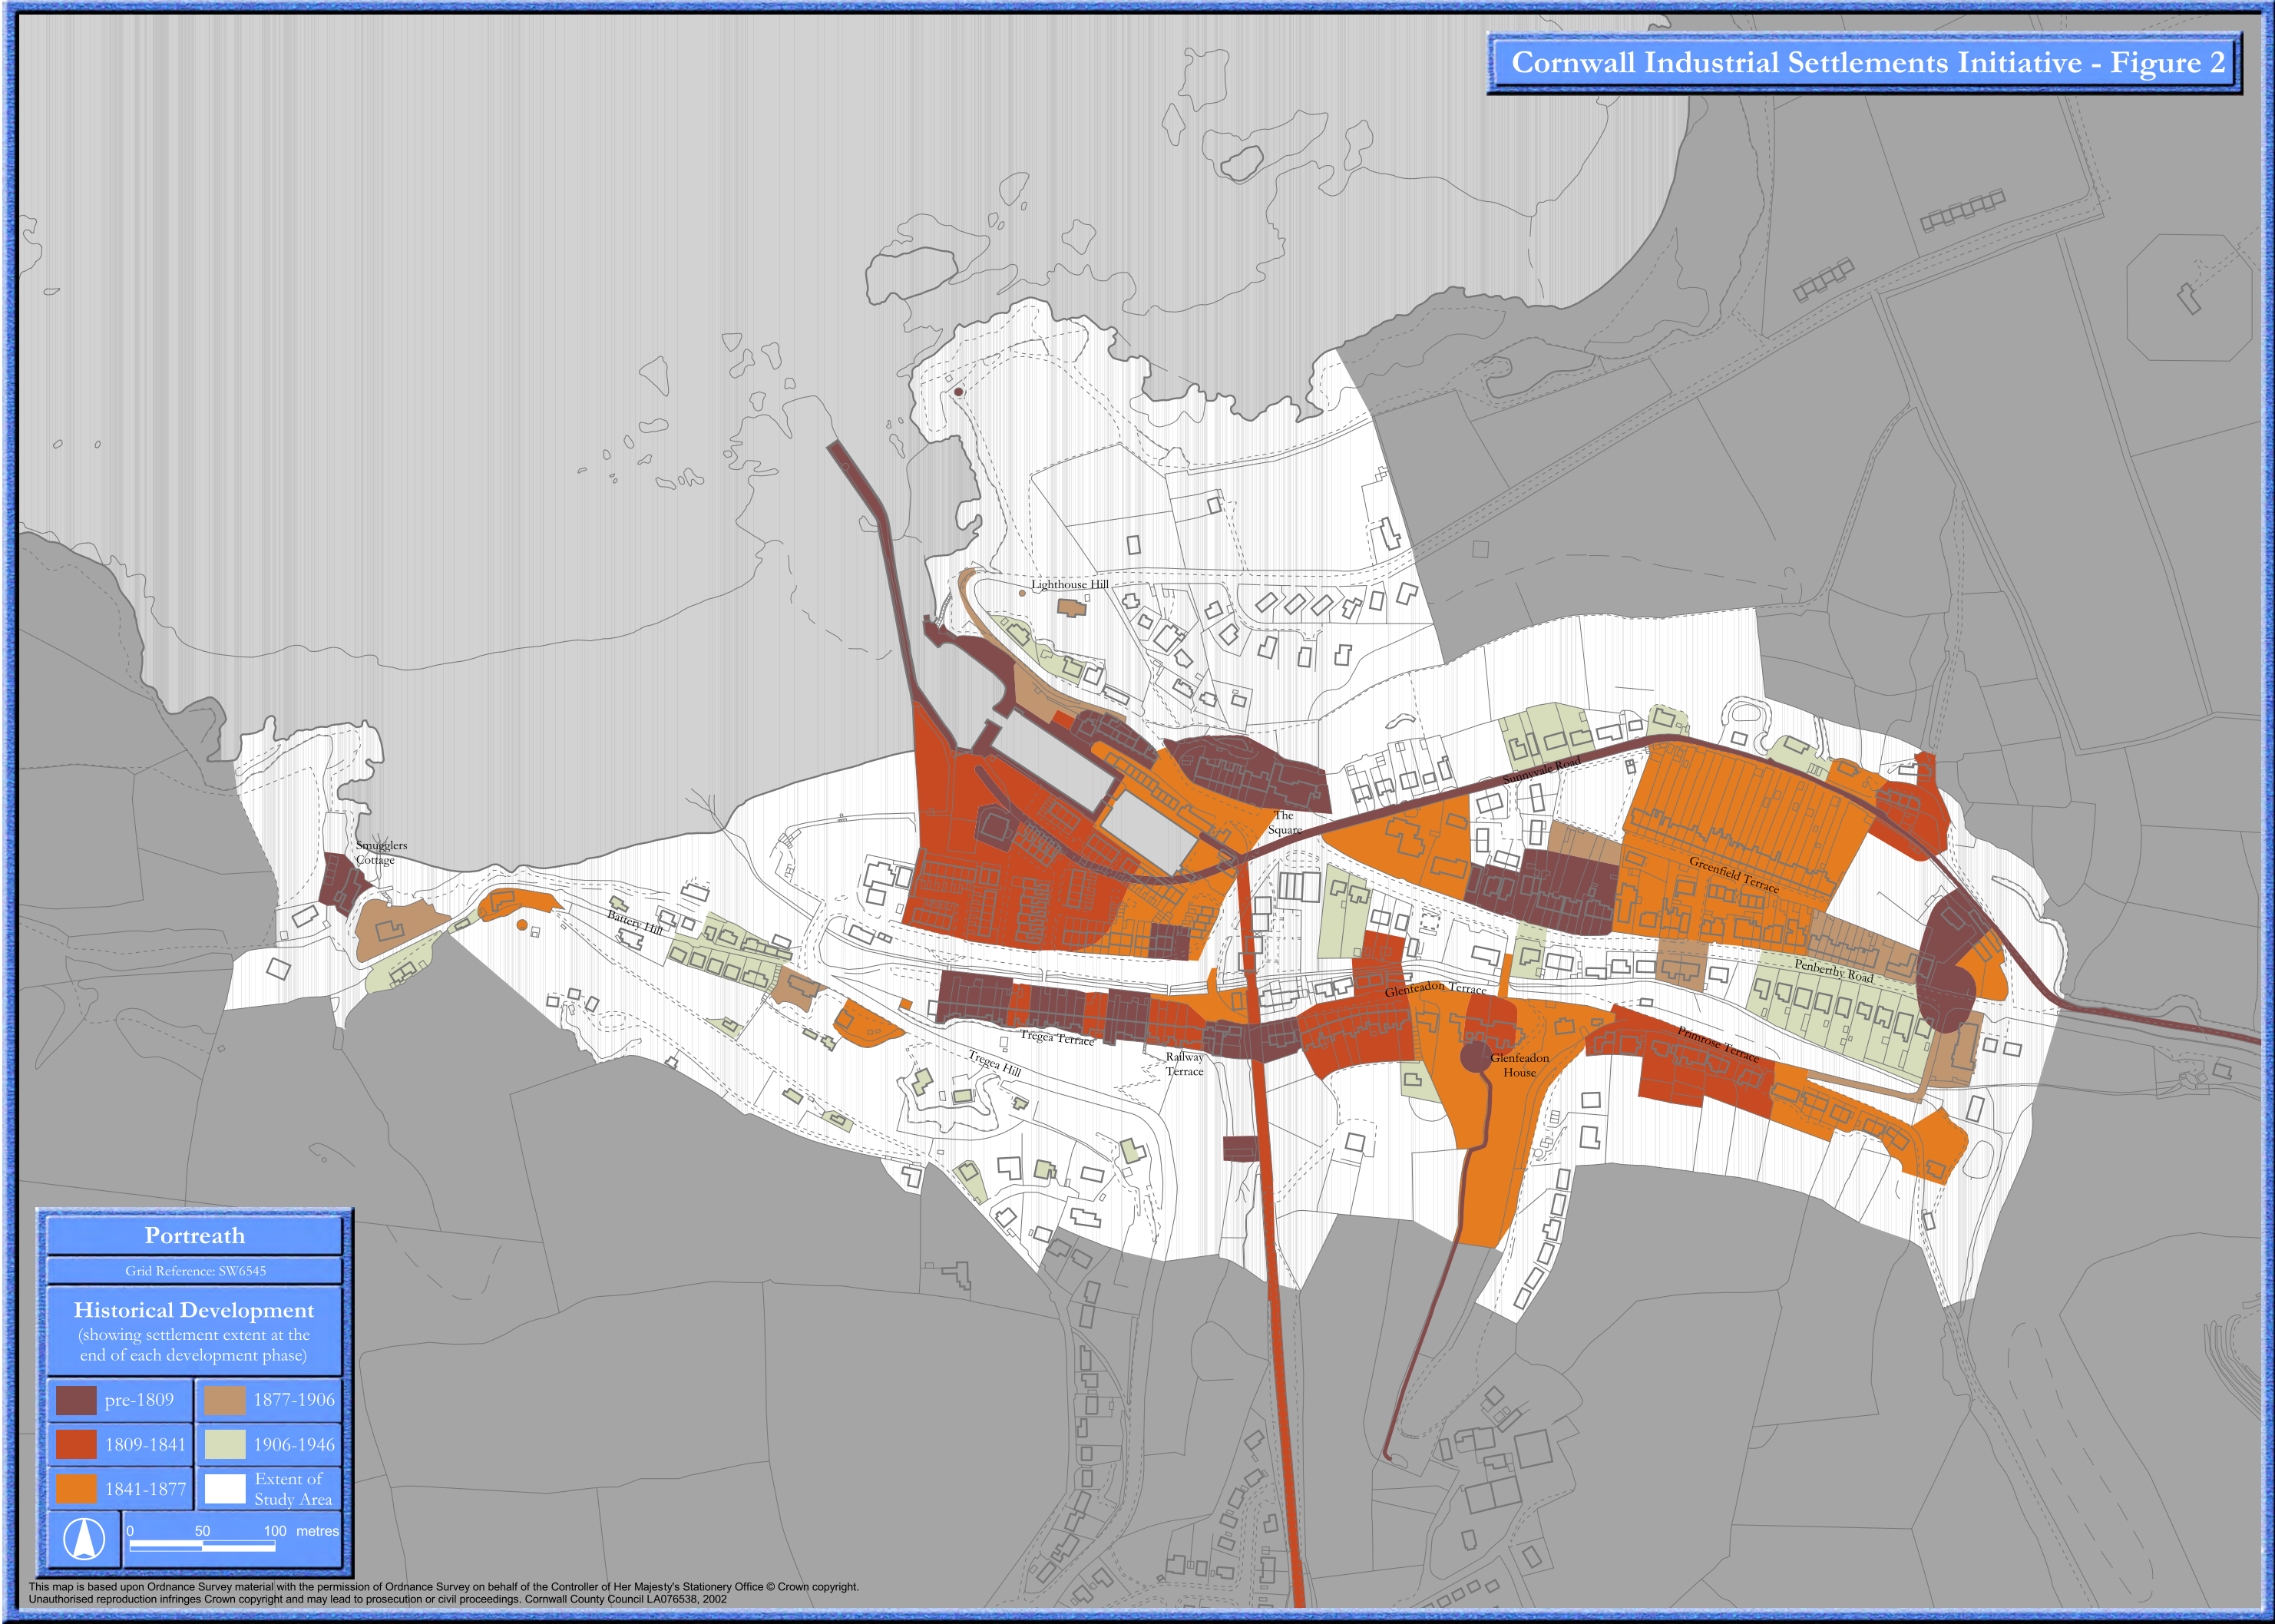 Cornwall Industrial Settlements Initiative - Figure 2
Lighthouse Hill
The
Square
Sunnyvale Road
Smugglers
Cottage
Greenfield Terrace
Battery Hill
Penberthy Road
Glenfeadon Terrace
Tregea Terrace
Primrose Terrace
Tregea Hill
Railway
Terrace
Glenfeadon
House
Portreath
Grid Reference: SW6545
Historical Development
(showing settlement extent at the
end of each development phase)
pre-1809
1877-1906
1809-1841
1906-1946
1841-1877
Extent of
Study Area
0 50 100 metres
This map is based upon Ordnance Survey material with the permission of Ordnance Survey on behalf of the Controller of Her Majesty's Stationery Office © Crown copyright.
Unauthorised reproduction infringes Crown copyright and may lead to prosecution or civil proceedings. Cornwall County Council LA076538, 2002